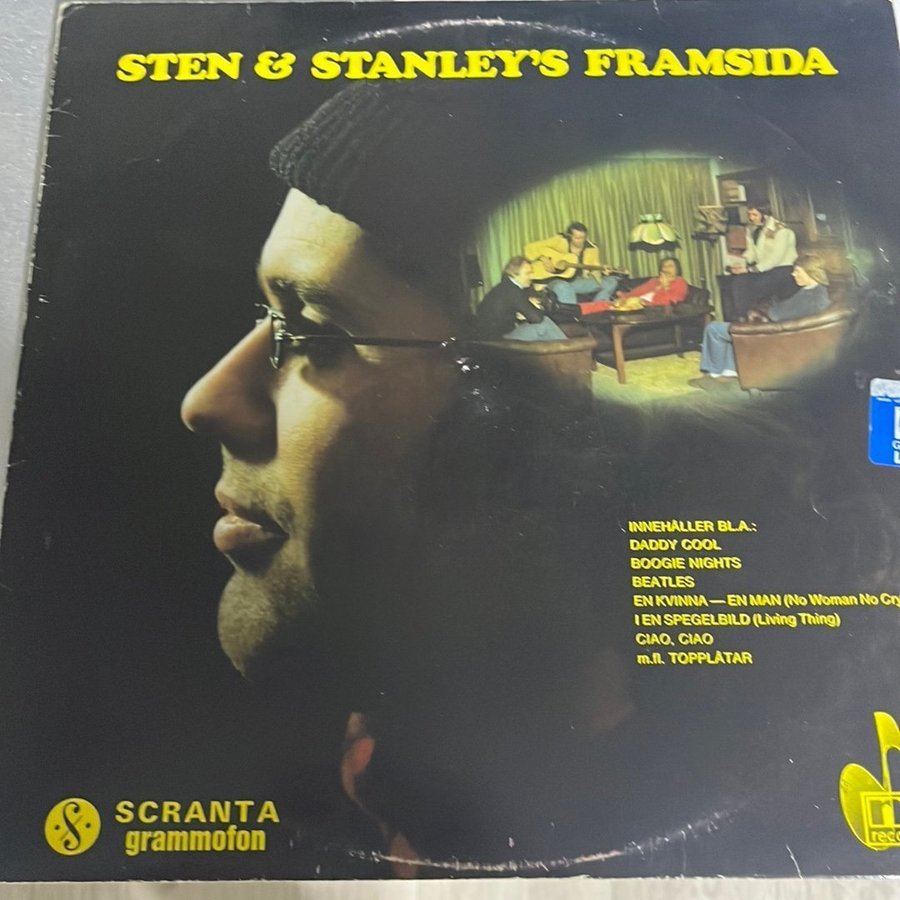 STEN & STANLEY'S FRAMSIDA
INNEHÅLLER BL.A.:
DADDY COOL
BOOGIE NIGHTS
BEATLES
EN KVINNA — EN MAN (No Woman No Cry
I EN SPEGELBILD (Living Thing)
CIAO, CIAO
m.fl. TOPPLÅTAR
SCRANTA
grammofon